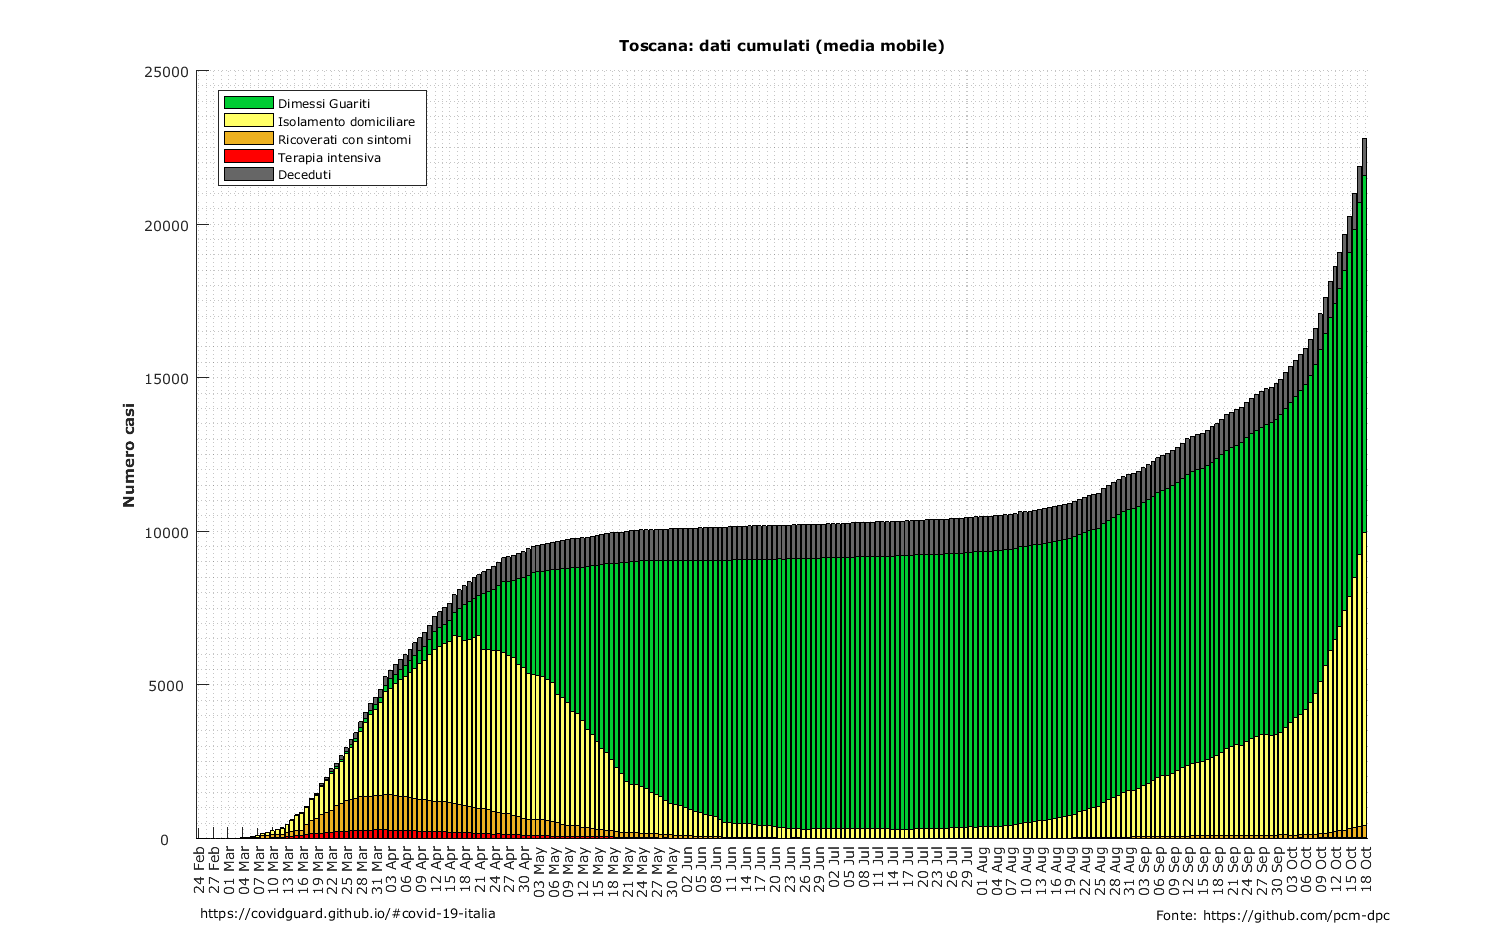 Toscana: dati cumulati (media mobile)
25000
20000
15000
10000
5000
0
Numero casi
Dimessi Guariti
Isolamento domiciliare
Ricoverati con sintomi
Terapia intensiva
Deceduti
24 Feb
27 Feb
01 Mar
04 Mar
07 Mar
10 Mar
13 Mar
16 Mar
19 Mar
22 Mar
25 Mar
28 Mar
31 Mar
03 Apr
06 Apr
09 Apr
12 Apr
15 Apr
18 Apr
21 Apr
24 Apr
27 Apr
30 Apr
03 May
06 May
09 May
12 May
15 May
18 May
21 May
24 May
27 May
30 May
02 Jun
05 Jun
08 Jun
11 Jun
14 Jun
17 Jun
20 Jun
23 Jun
26 Jun
29 Jun
02 Jul
05 Jul
08 Jul
11 Jul
14 Jul
17 Jul
20 Jul
23 Jul
26 Jul
29 Jul
01 Aug
04 Aug
07 Aug
10 Aug
13 Aug
16 Aug
19 Aug
22 Aug
25 Aug
28 Aug
31 Aug
03 Sep
06 Sep
09 Sep
12 Sep
15 Sep
18 Sep
21 Sep
24 Sep
27 Sep
30 Sep
03 Oct
06 Oct
09 Oct
12 Oct
15 Oct
18 Oct
https://covidguard.github.io/#covid-19-italia
Fonte: https://github.com/pcm-dpc